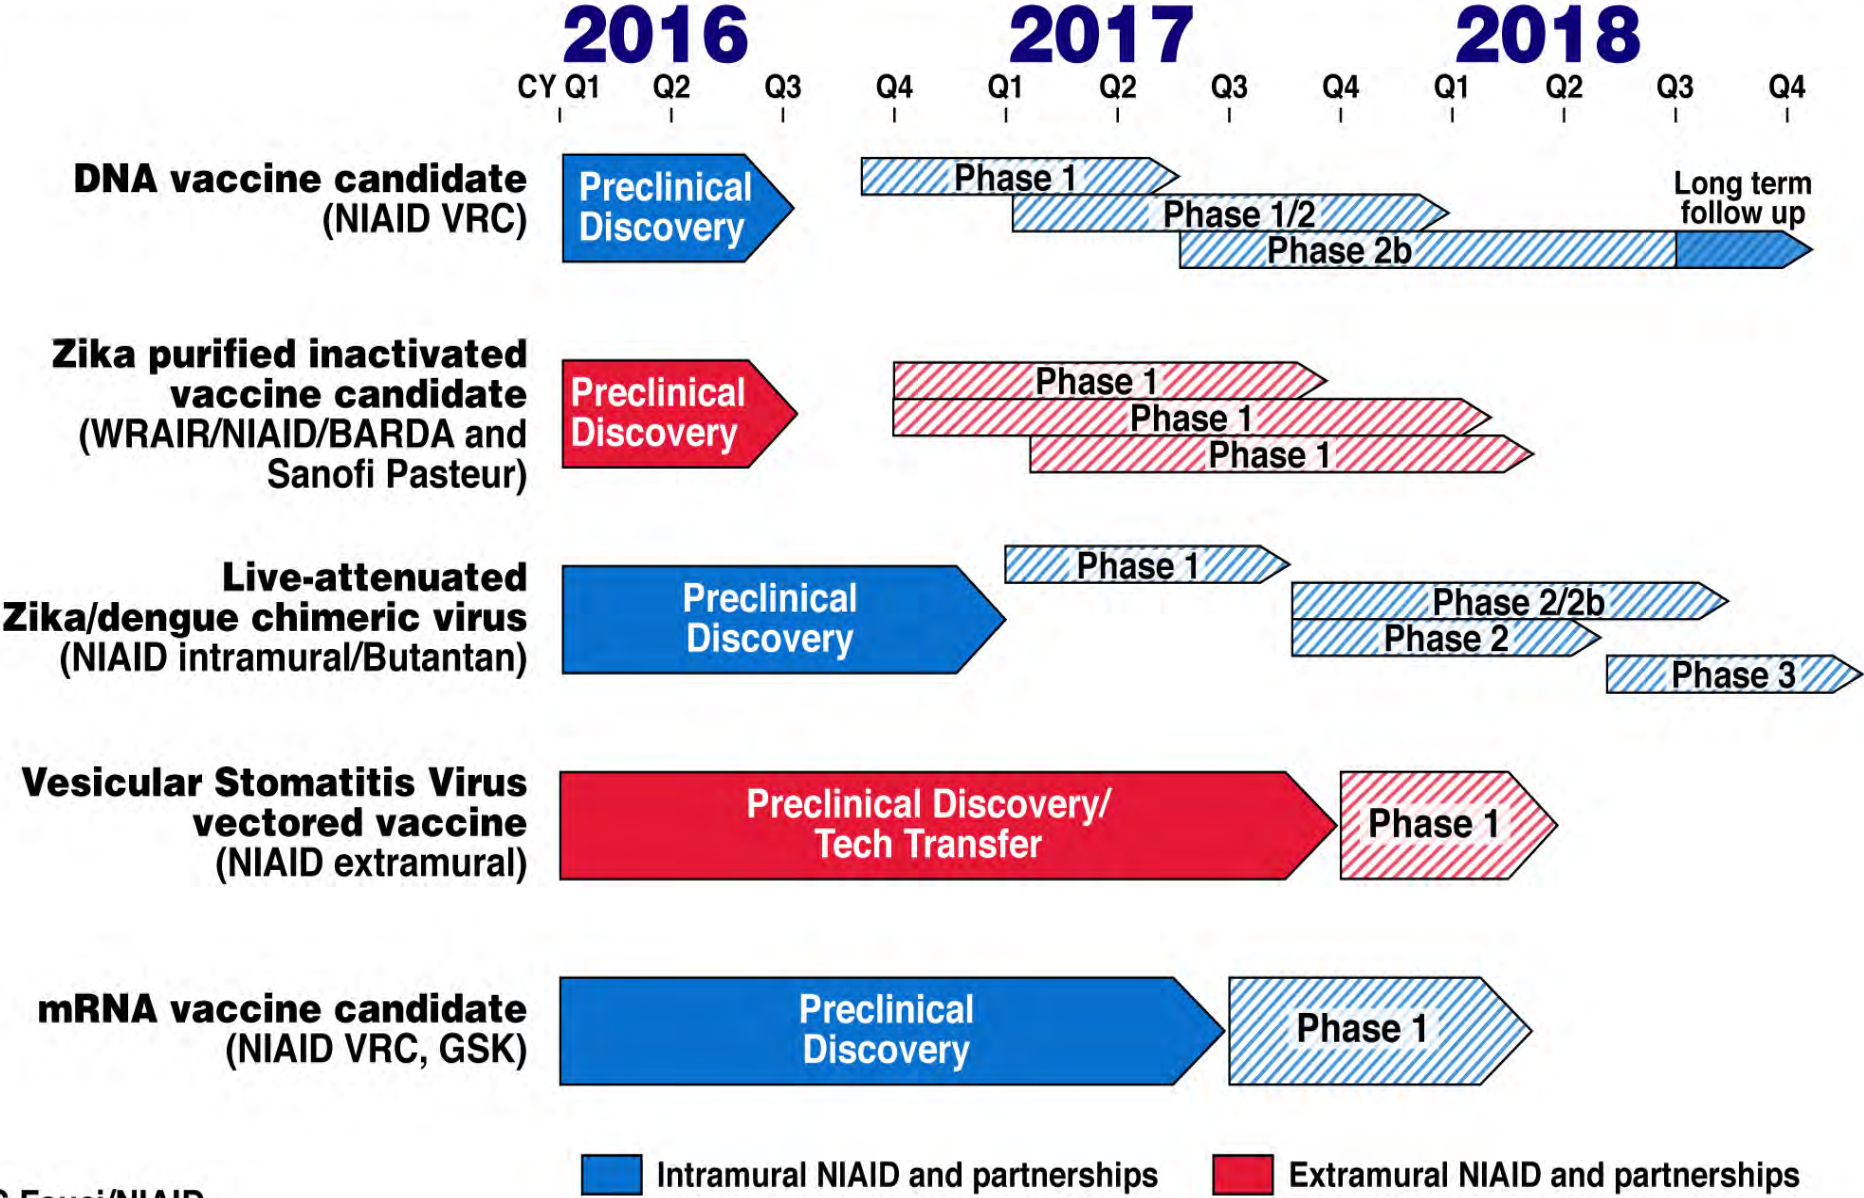 2016 2017 2018
CY Q1 Q2 Q3 Q4 Q1 Q2 Q3 Q4 Q1 Q2 Q3 Q4
DNA vaccine candidate
(NIAID VRC)
Preclinical
Discovery
Phase 1
Phase 1/2
Phase 2b
Long term
follow up
Zika purified inactivated
vaccine candidate
(WRAIR/NIAID/BARDA and
Sanofi Pasteur)
Preclinical
Discovery
Phase 1
Phase 1
Phase 1
Live-attenuated
Zika/dengue chimeric virus
(NIAID intramural/Butantan)
Preclinical
Discovery
Phase 1
Phase 2/2b
Phase 2
Phase 3
Vesicular Stomatitis Virus
vectored vaccine
(NIAID extramural)
Preclinical Discovery/
Tech Transfer
Phase 1
mRNA vaccine candidate
(NIAID VRC, GSK)
Preclinical
Discovery
Phase 1
Intramural NIAID and partnerships
Extramural NIAID and partnerships
Fauci/NIAID